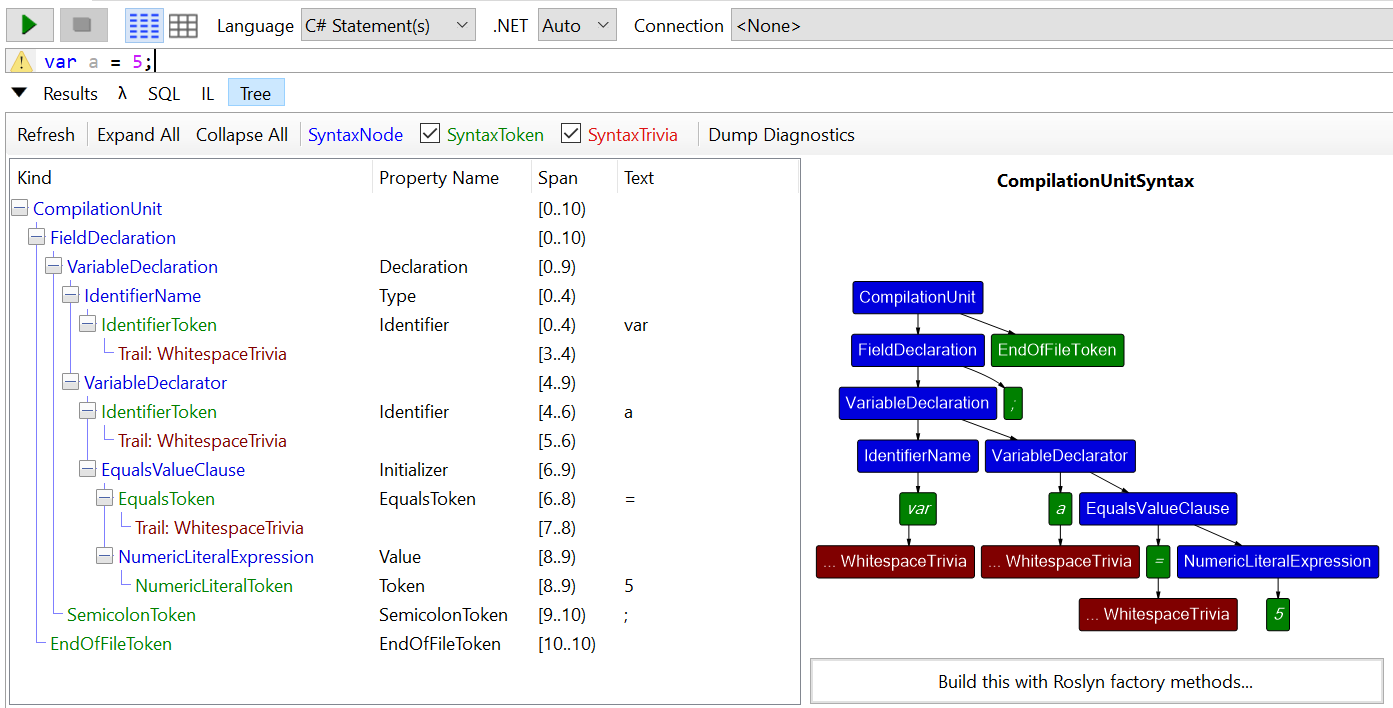 Language C# Statement(s) .NET Auto Connection <None>
var a = 5;
Results λ SQL IL Tree
Refresh Expand All Collapse All SyntaxNode SyntaxToken SyntaxTrivia Dump Diagnostics
Kind Property Name Span Text
CompilationUnit [0..10)
FieldDeclaration [0..10)
VariableDeclaration Declaration [0..9)
IdentifierName Type [0..4)
IdentifierToken Identifier [0..4) var
Trail: WhitespaceTrivia [3..4)
VariableDeclarator [4..9)
IdentifierToken Identifier [4..6) a
Trail: WhitespaceTrivia [5..6)
EqualsValueClause Initializer [6..9)
EqualsToken EqualsToken [6..8) =
Trail: WhitespaceTrivia [7..8)
NumericLiteralExpression Value [8..9)
NumericLiteralToken Token [8..9) 5
SemicolonToken SemicolonToken [9..10) ;
EndOfFileToken EndOfFileToken [10..10)
CompilationUnitSyntax
CompilationUnit
FieldDeclaration EndOfFileToken
VariableDeclaration ;
IdentifierName VariableDeclarator
var a EqualsValueClause
... WhitespaceTrivia ... WhitespaceTrivia = NumericLiteralExpression
... WhitespaceTrivia 5
Build this with Roslyn factory methods...